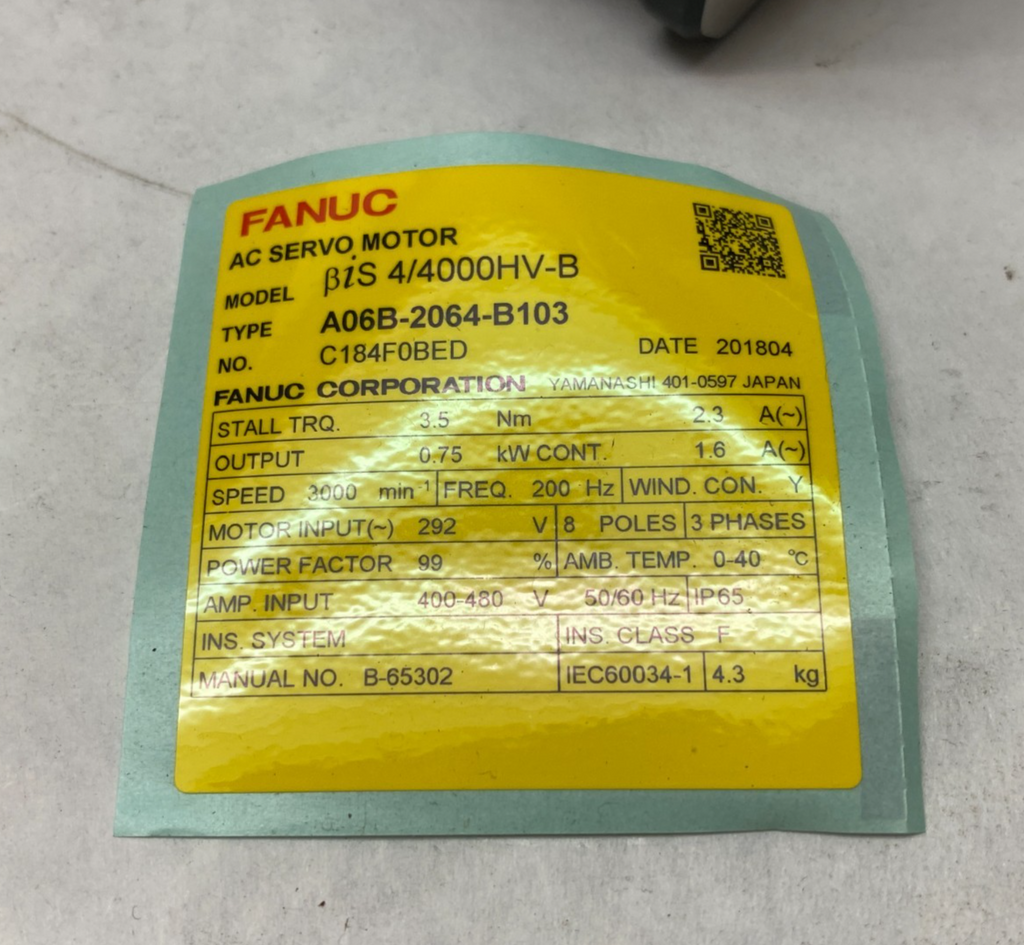 FANUC
AC SERVO MOTOR
MODEL βiS 4/4000HV-B
TYPE A06B-2064-B103
NO. C184F0BED DATE 201804
FANUC CORPORATION YAMANASHI 401-0597 JAPAN
STALL TRQ. 3.5 Nm 2.3 A(~)
OUTPUT 0.75 kW CONT. 1.6 A(~)
SPEED 3000 min⁻¹ FREQ. 200 Hz WIND. CON. Y
MOTOR INPUT(~) 292 V 8 POLES 3 PHASES
POWER FACTOR 99 % AMB. TEMP. 0-40 ℃
AMP. INPUT 400-480 V 50/60 Hz IP65
INS. SYSTEM INS. CLASS F
MANUAL NO. B-65302 IEC60034-1 4.3 kg